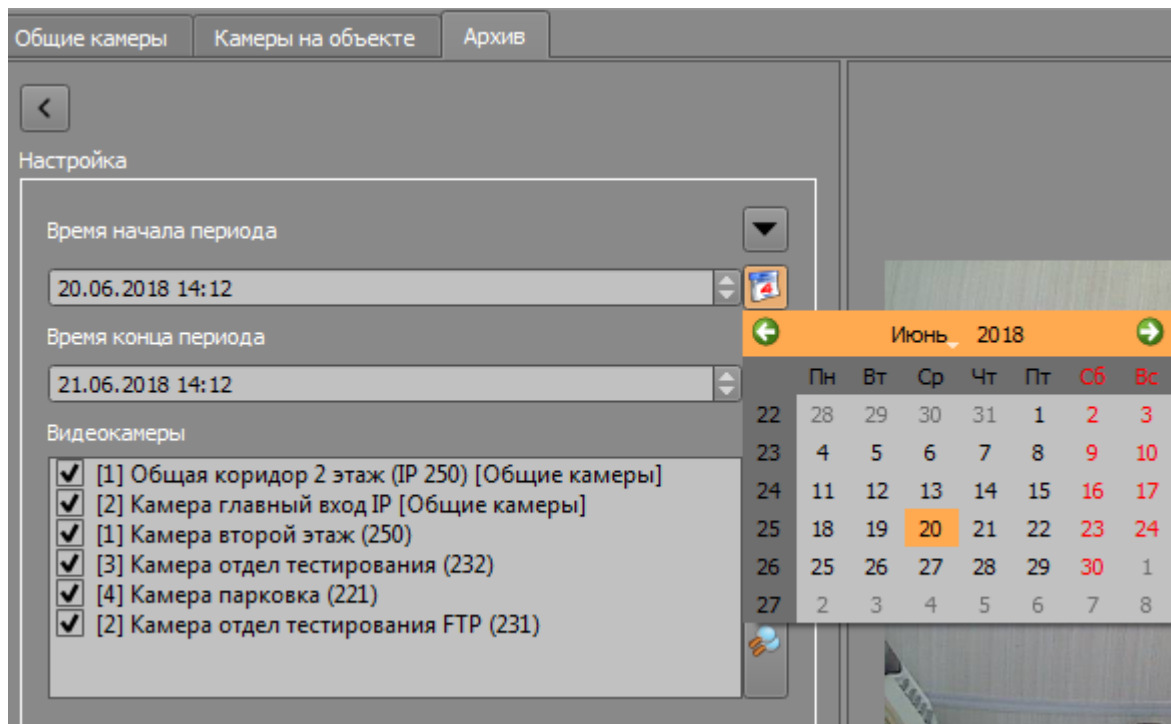 Общие камеры Камеры на объекте Архив
Настройка
Время начала периода
20.06.2018 14:12
Время конца периода
21.06.2018 14:12
Видеокамеры
[1] Общая коридор 2 этаж (IP 250) [Общие камеры]
[2] Камера главный вход IP [Общие камеры]
[1] Камера второй этаж (250)
[3] Камера отдел тестирования (232)
[4] Камера парковка (221)
[2] Камера отдел тестирования FTP (231)
4
Июнь 2018
Пн Вт Ср Чт Пт Сб Вс
22 28 29 30 31 1 2 3
23 4 5 6 7 8 9 10
24 11 12 13 14 15 16 17
25 18 19 20 21 22 23 24
26 25 26 27 28 29 30 1
27 2 3 4 5 6 7 8